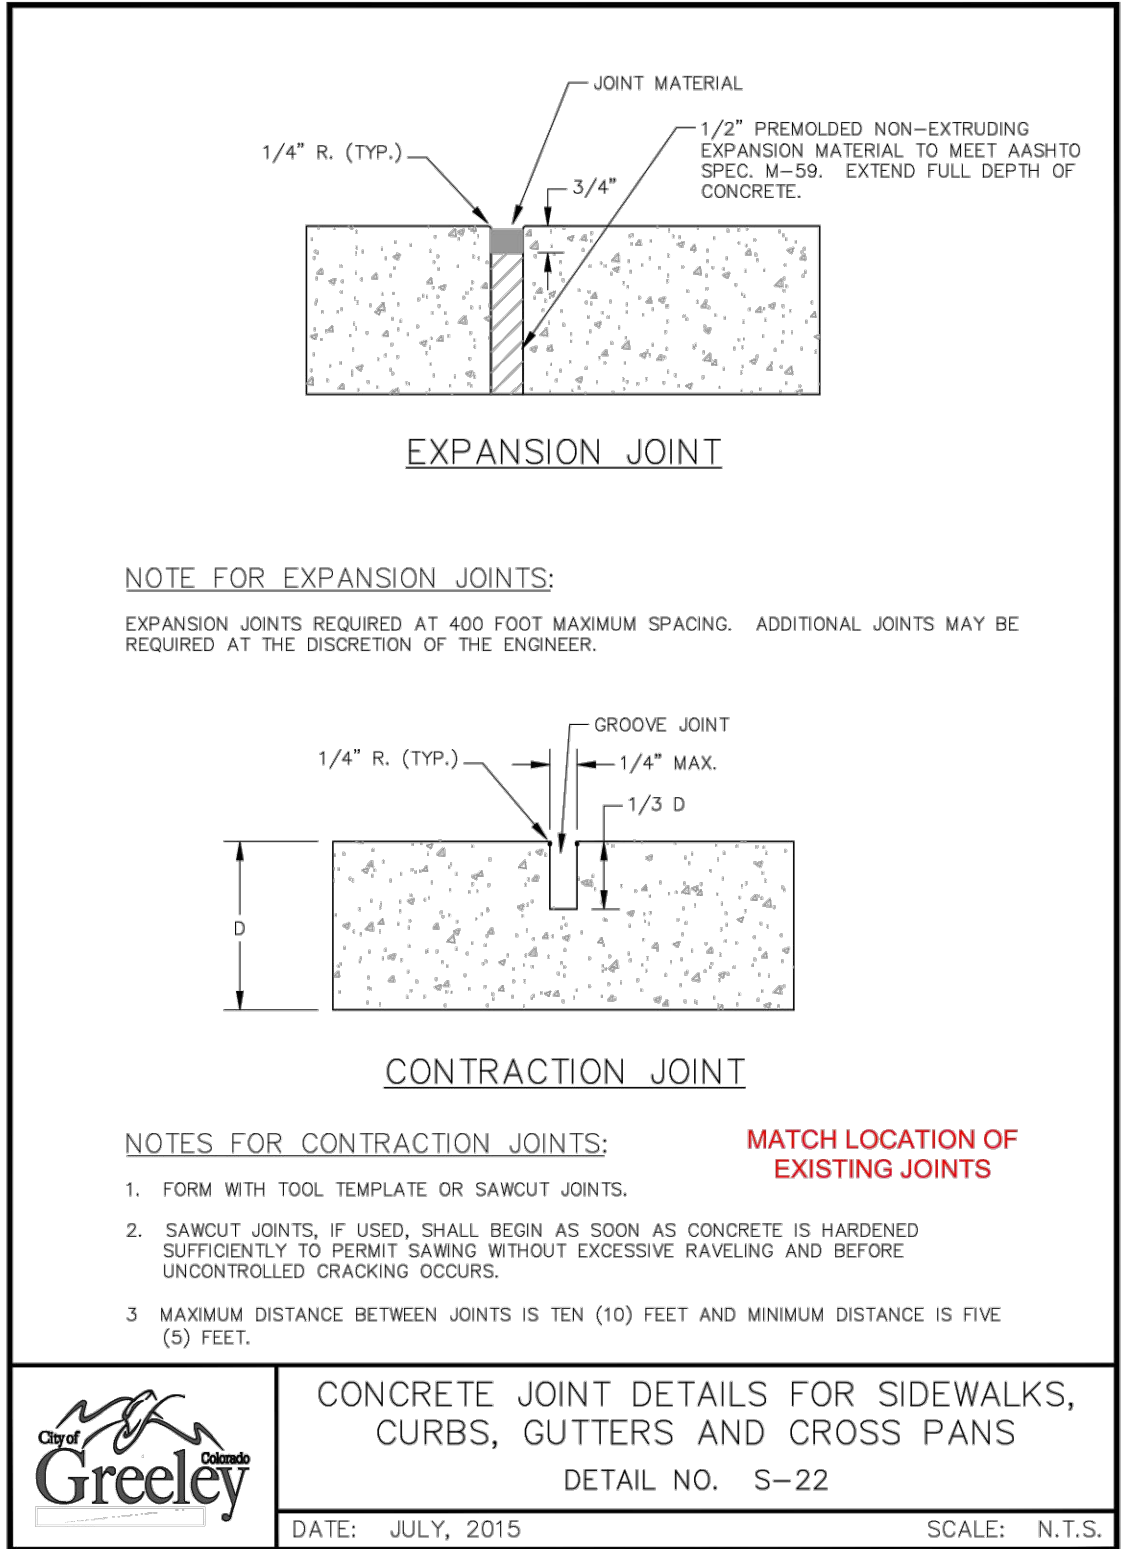 JOINT MATERIAL
1/2" PREMOLDED NON-EXTRUDING
EXPANSION MATERIAL TO MEET AASHTO
SPEC. M-59. EXTEND FULL DEPTH OF
CONCRETE.
1/4" R. (TYP.)
3/4"
EXPANSION JOINT
NOTE FOR EXPANSION JOINTS:
EXPANSION JOINTS REQUIRED AT 400 FOOT MAXIMUM SPACING. ADDITIONAL JOINTS MAY BE
REQUIRED AT THE DISCRETION OF THE ENGINEER.
GROOVE JOINT
1/4" R. (TYP.)
1/4" MAX.
1/3 D
D
CONTRACTION JOINT
NOTES FOR CONTRACTION JOINTS:
MATCH LOCATION OF
EXISTING JOINTS
1. FORM WITH TOOL TEMPLATE OR SAWCUT JOINTS.
2. SAWCUT JOINTS, IF USED, SHALL BEGIN AS SOON AS CONCRETE IS HARDENED
SUFFICIENTLY TO PERMIT SAWING WITHOUT EXCESSIVE RAVELING AND BEFORE
UNCONTROLLED CRACKING OCCURS.
3 MAXIMUM DISTANCE BETWEEN JOINTS IS TEN (10) FEET AND MINIMUM DISTANCE IS FIVE
(5) FEET.
City of
Colorado
Greeley
CONCRETE JOINT DETAILS FOR SIDEWALKS,
CURBS, GUTTERS AND CROSS PANS
DETAIL NO. S-22
DATE: JULY, 2015
SCALE: N.T.S.